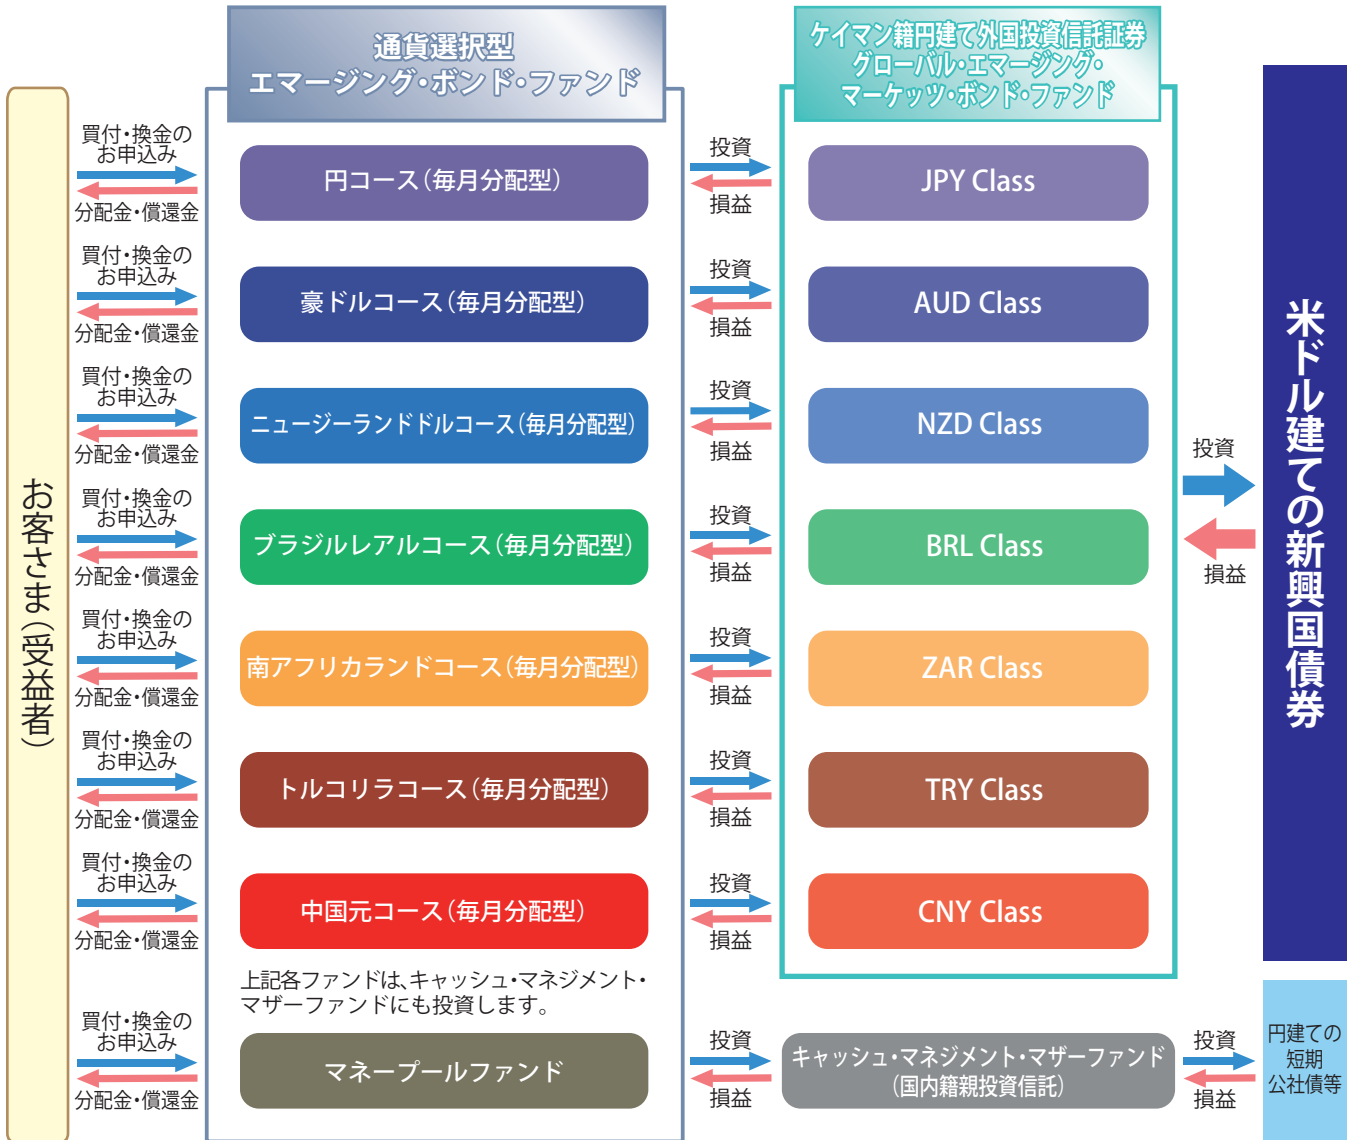 通貨選択型
エマージング・ボンド・ファンド
ケイマン籍円建て外国投資信託証券
グローバル・エマージング・
マーケッツ・ボンド・ファンド
お客さま(受益者)
買付・換金の
お申込み
分配金・償還金
円コース(毎月分配型)
投資
損益
JPY Class
買付・換金の
お申込み
分配金・償還金
豪ドルコース(毎月分配型)
投資
損益
AUD Class
買付・換金の
お申込み
分配金・償還金
ニュージーランドドルコース(毎月分配型)
投資
損益
NZD Class
買付・換金の
お申込み
分配金・償還金
ブラジルレアルコース(毎月分配型)
投資
損益
BRL Class
買付・換金の
お申込み
分配金・償還金
南アフリカランドコース(毎月分配型)
投資
損益
ZAR Class
買付・換金の
お申込み
分配金・償還金
トルコリラコース(毎月分配型)
投資
損益
TRY Class
買付・換金の
お申込み
分配金・償還金
中国元コース(毎月分配型)
投資
損益
CNY Class
投資
損益
米ドル建ての新興国債券
上記各ファンドは、キャッシュ・マネジメント・
マザーファンドにも投資します。
買付・換金の
お申込み
分配金・償還金
マネープールファンド
投資
損益
キャッシュ・マネジメント・マザーファンド
(国内籍親投資信託)
投資
損益
円建ての
短期
公社債等